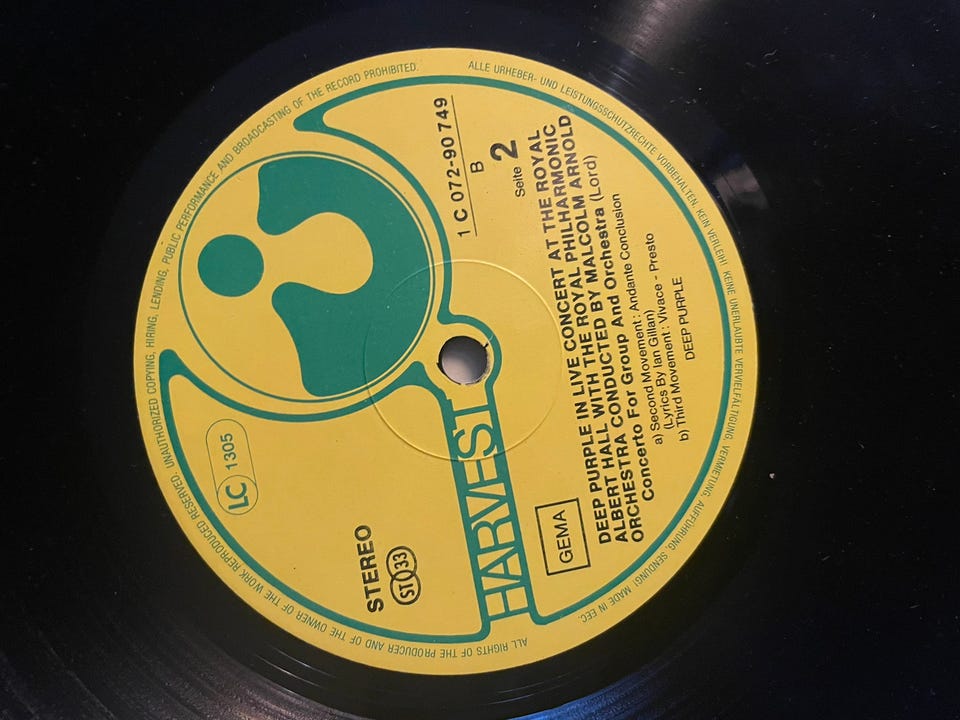 ALLE URHEBER- UND LEISTUNGSSCHUTZRECHTE VORBEHALTEN. KEIN VERLEIH! KEINE UNERLAUBTE VERVIELFÄLTIGUNG, VERMIETUNG, AUFFÜHRUNG, SENDUNG! MADE IN EEC.
ALL RIGHTS OF THE PRODUCER AND OF THE OWNER OF THE WORK REPRODUCED RESERVED. UNAUTHORIZED COPYING, HIRING, LENDING, PUBLIC PERFORMANCE AND BROADCASTING OF THE RECORD PROHIBITED.
LC 1305
STEREO
ST 33
HARVEST
1 C 072-90 749
B
Seite 2
GEMA
DEEP PURPLE IN LIVE CONCERT AT THE ROYAL
ALBERT HALL WITH THE ROYAL PHILHARMONIC
ORCHESTRA CONDUCTED BY MALCOLM ARNOLD
Concerto For Group And Orchestra (Lord)
a) Second Movement: Andante Conclusion
(Lyrics By Ian Gillan)
b) Third Movement: Vivace - Presto
DEEP PURPLE